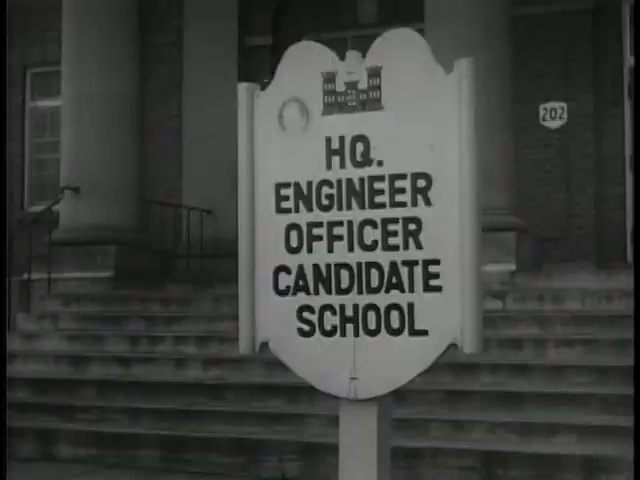 202
HQ.
ENGINEER
OFFICER
CANDIDATE
SCHOOL